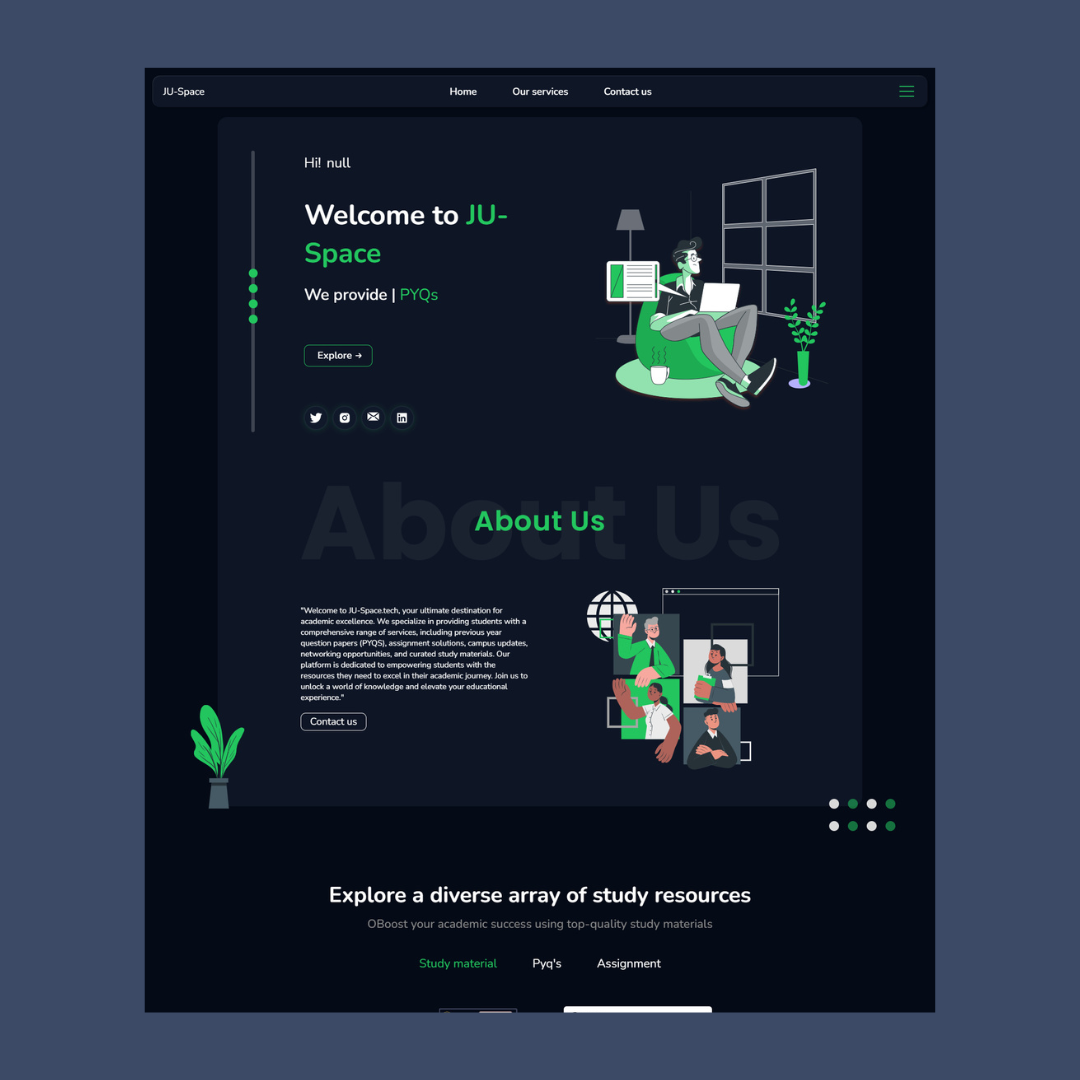 JU-Space
Home
Our services
Contact us
Hi! null
Welcome to JU-
Space
We provide | PYQs
Explore →
About Us
About Us
"Welcome to JU-Space.tech, your ultimate destination for
academic excellence. We specialize in providing students with a
comprehensive range of services, including previous year
question papers (PYQS), assignment solutions, campus updates,
networking opportunities, and curated study materials. Our
platform is dedicated to empowering students with the
resources they need to excel in their academic journey. Join us to
unlock a world of knowledge and elevate your educational
experience."
Contact us
Explore a diverse array of study resources
OBoost your academic success using top-quality study materials
Study material
Pyq's
Assignment